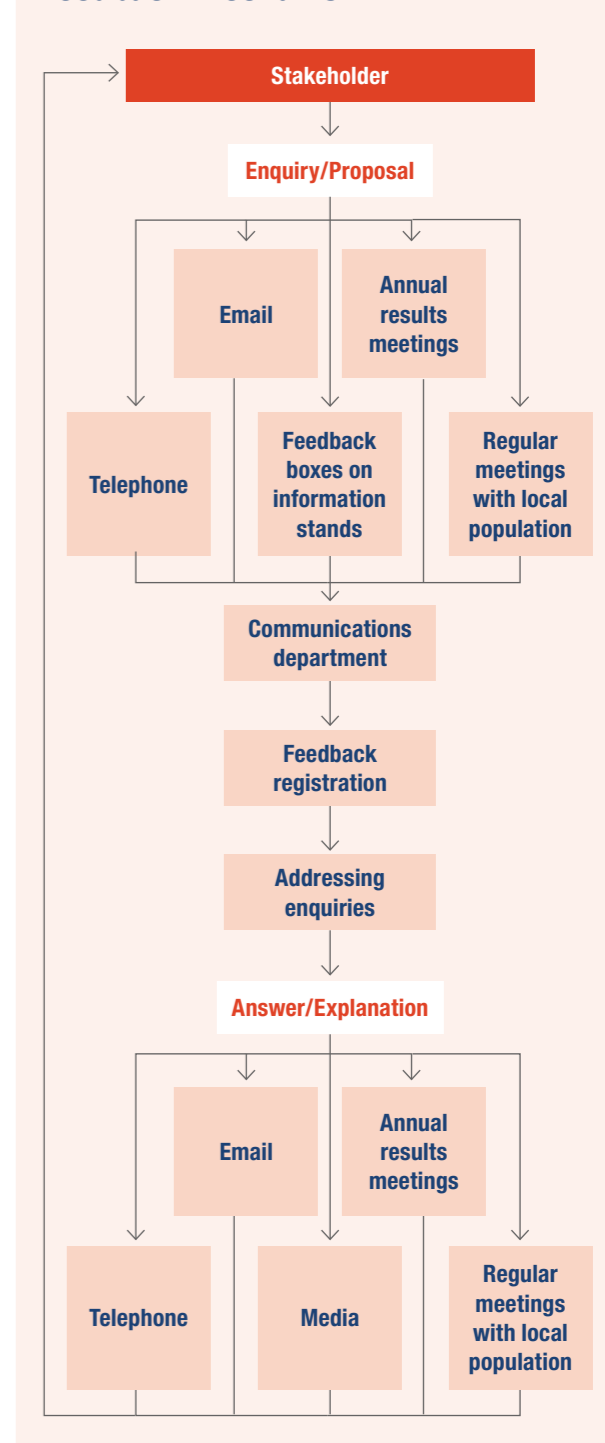 Stakeholder
Enquiry/Proposal
Email
Annual
results
meetings
Telephone
Feedback
boxes on
information
stands
Regular
meetings
with local
population
Communications
department
Feedback
registration
Addressing
enquiries
Answer/Explanation
Email
Annual
results
meetings
Telephone
Media
Regular
meetings
with local
population